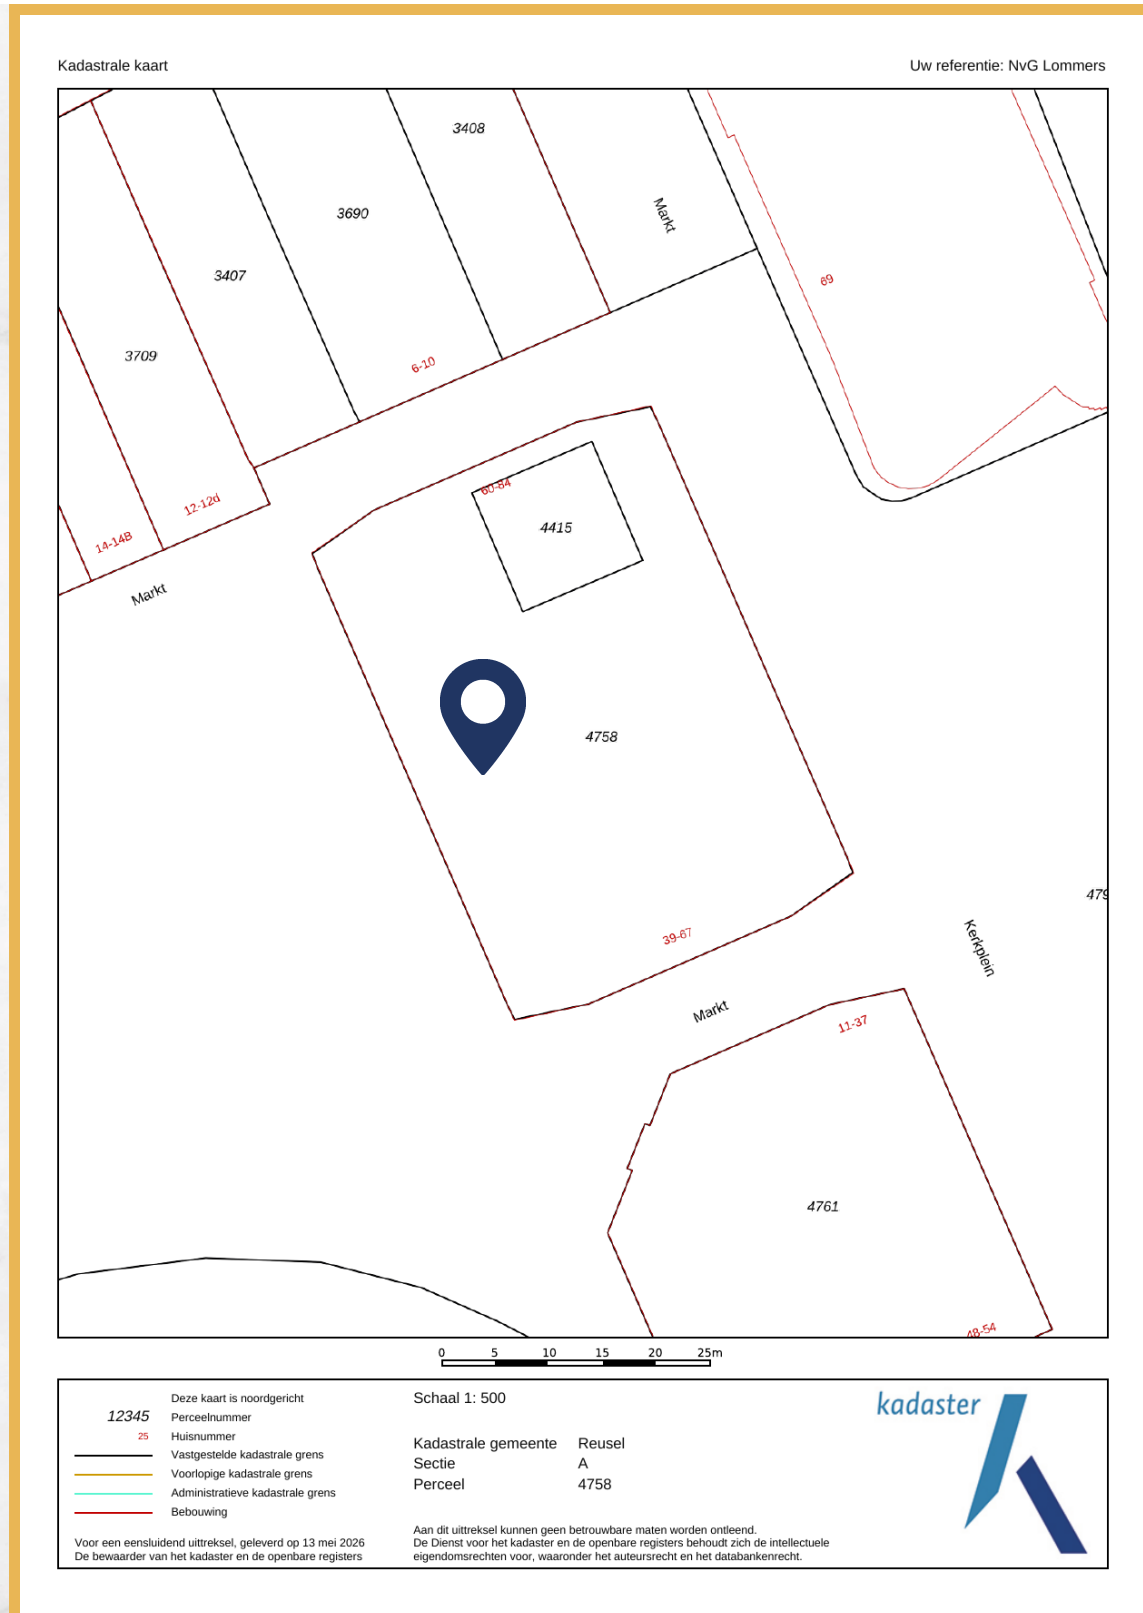 Kadastrale kaart
Uw referentie: NvG Lommers
3408
3690
Markt
3407
69
3709
6-10
60-84
12-12d
4415
14-14B
Markt
4758
479
39-67
Kerkplein
Markt
11-37
4761
48-54
0 5 10 15 20 25m
Deze kaart is noordgericht
12345 Perceelnummer
25 Huisnummer
Vastgestelde kadastrale grens
Voorlopige kadastrale grens
Administratieve kadastrale grens
Bebouwing
Voor een eensluidend uittreksel, geleverd op 13 mei 2026
De bewaarder van het kadaster en de openbare registers
Schaal 1: 500
Kadastrale gemeente Reusel
Sectie A
Perceel 4758
Aan dit uittreksel kunnen geen betrouwbare maten worden ontleend.
De Dienst voor het kadaster en de openbare registers behoudt zich de intellectuele
eigendomsrechten voor, waaronder het auteursrecht en het databankenrecht.
kadaster